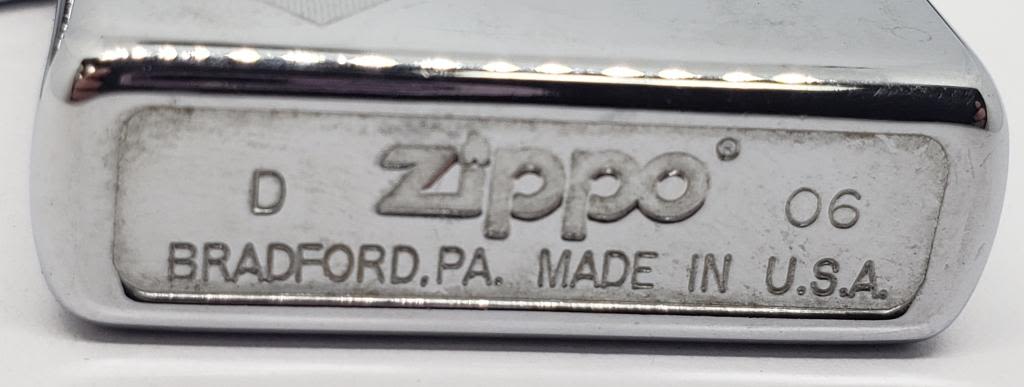 D Zippo® 06
BRADFORD, PA. MADE IN U.S.A.